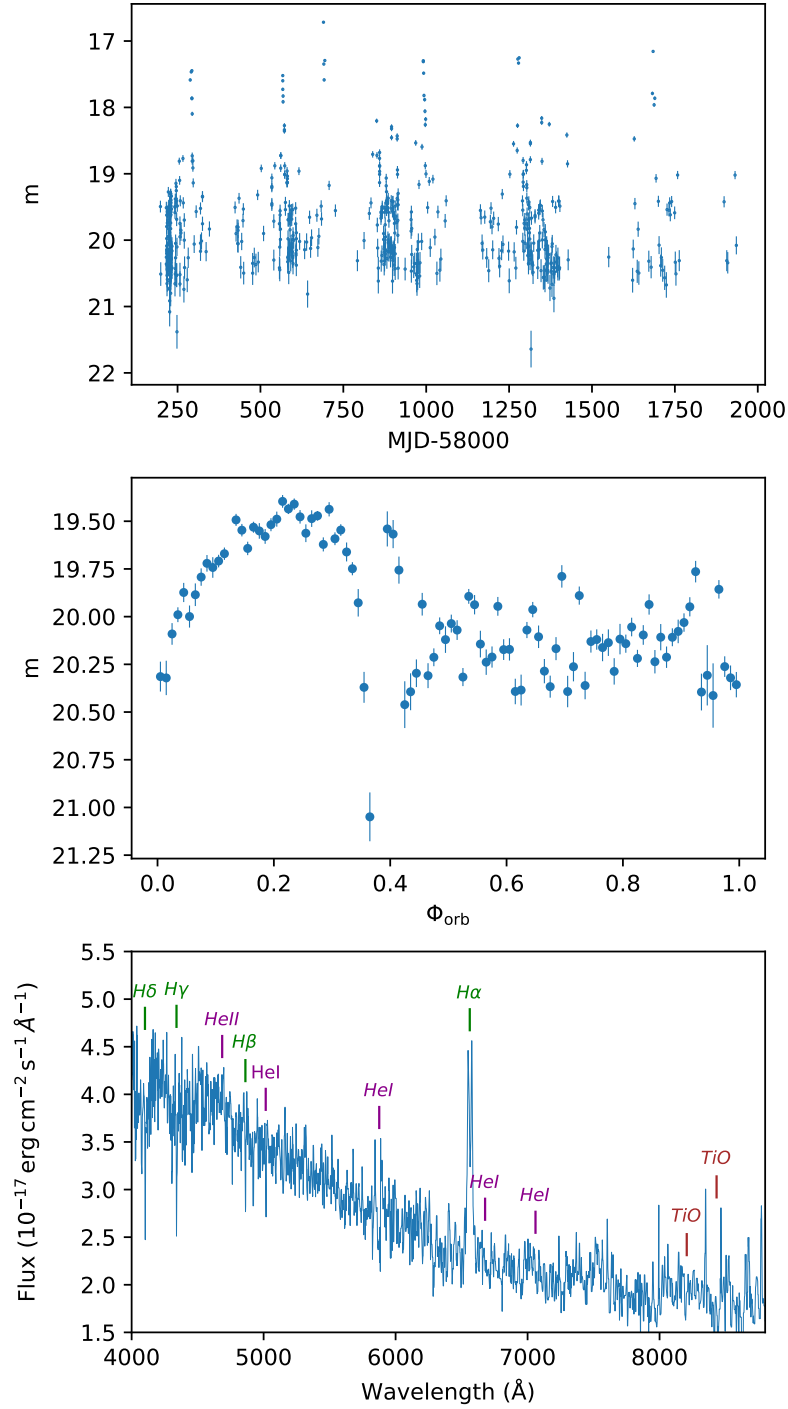 17
18
19
20
21
22
m
250 500 750 1000 1250 1500 1750 2000
MJD-58000
19.50
19.75
20.00
20.25
20.50
20.75
21.00
21.25
m
0.0 0.2 0.4 0.6 0.8 1.0
Φorb
5.5
5.0
4.5
4.0
3.5
3.0
2.5
2.0
1.5
Flux (10⁻¹⁷ erg cm⁻² s⁻¹ Å⁻¹)
Hδ Hγ Hα
HeII
Hβ
HeI
HeI
HeI
HeI
TiO
TiO
4000 5000 6000 7000 8000
Wavelength (Å)